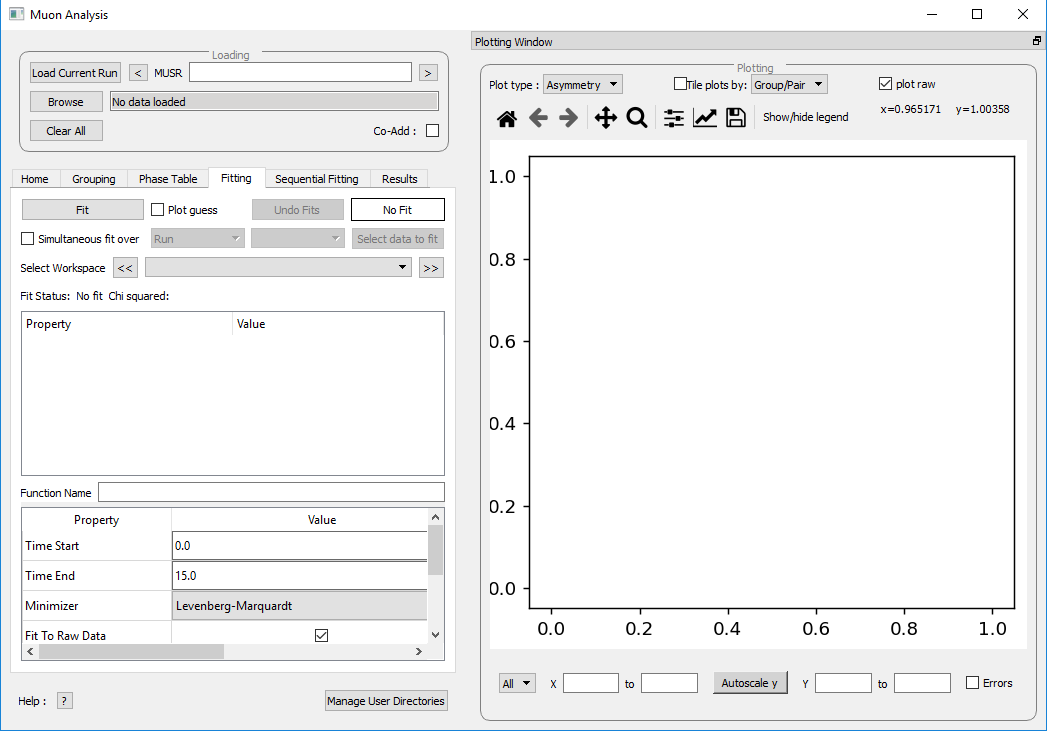 Muon Analysis
Loading
Load Current Run < MUSR >
Browse No data loaded
Clear All Co-Add :
Home Grouping Phase Table Fitting Sequential Fitting Results
Fit Plot guess Undo Fits No Fit
Simultaneous fit over Run Select data to fit
Select Workspace << >>
Fit Status: No fit Chi squared:
Property Value
Function Name
Property Value
Time Start 0.0
Time End 15.0
Minimizer Levenberg-Marquardt
Fit To Raw Data
Help : ? Manage User Directories
Plotting Window
Plotting
Plot type : Asymmetry Tile plots by: Group/Pair plot raw
Show/hide legend x=0.965171 y=1.00358
1.0
0.8
0.6
0.4
0.2
0.0
0.0 0.2 0.4 0.6 0.8 1.0
All X to Autoscale y Y to Errors